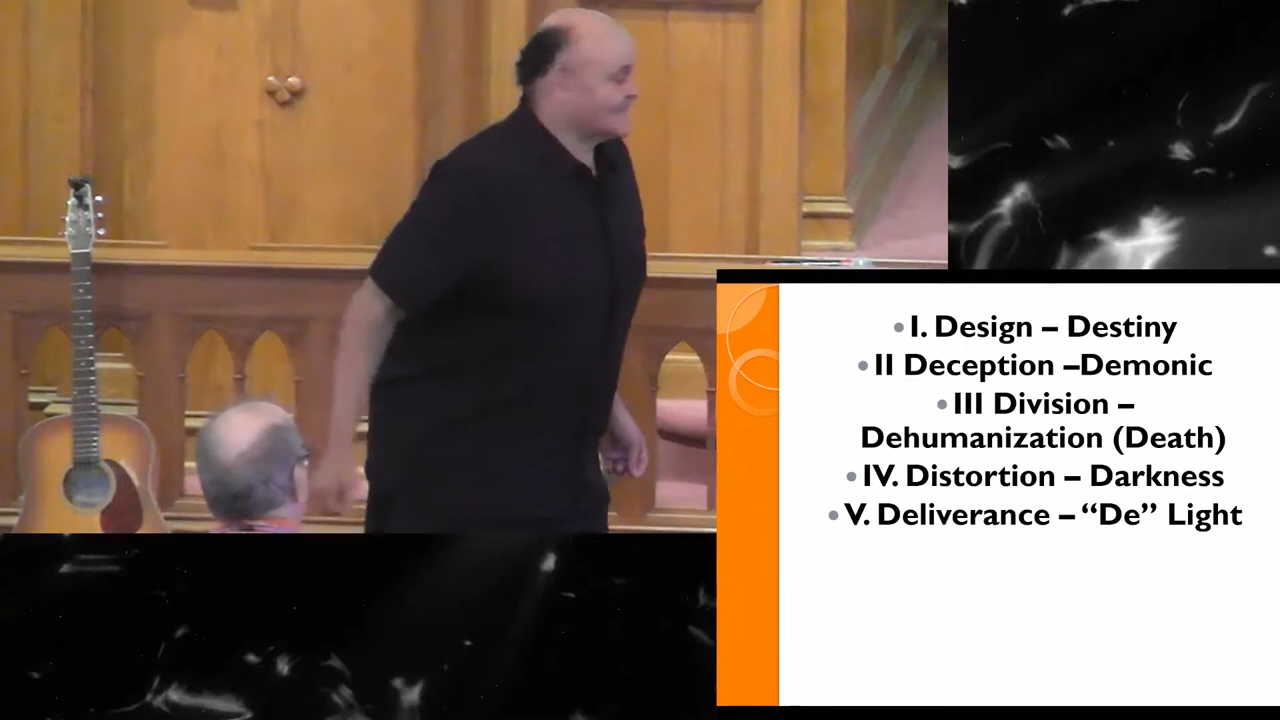 • I. Design – Destiny
• II Deception –Demonic
• III Division –
Dehumanization (Death)
• IV. Distortion – Darkness
• V. Deliverance – “De” Light